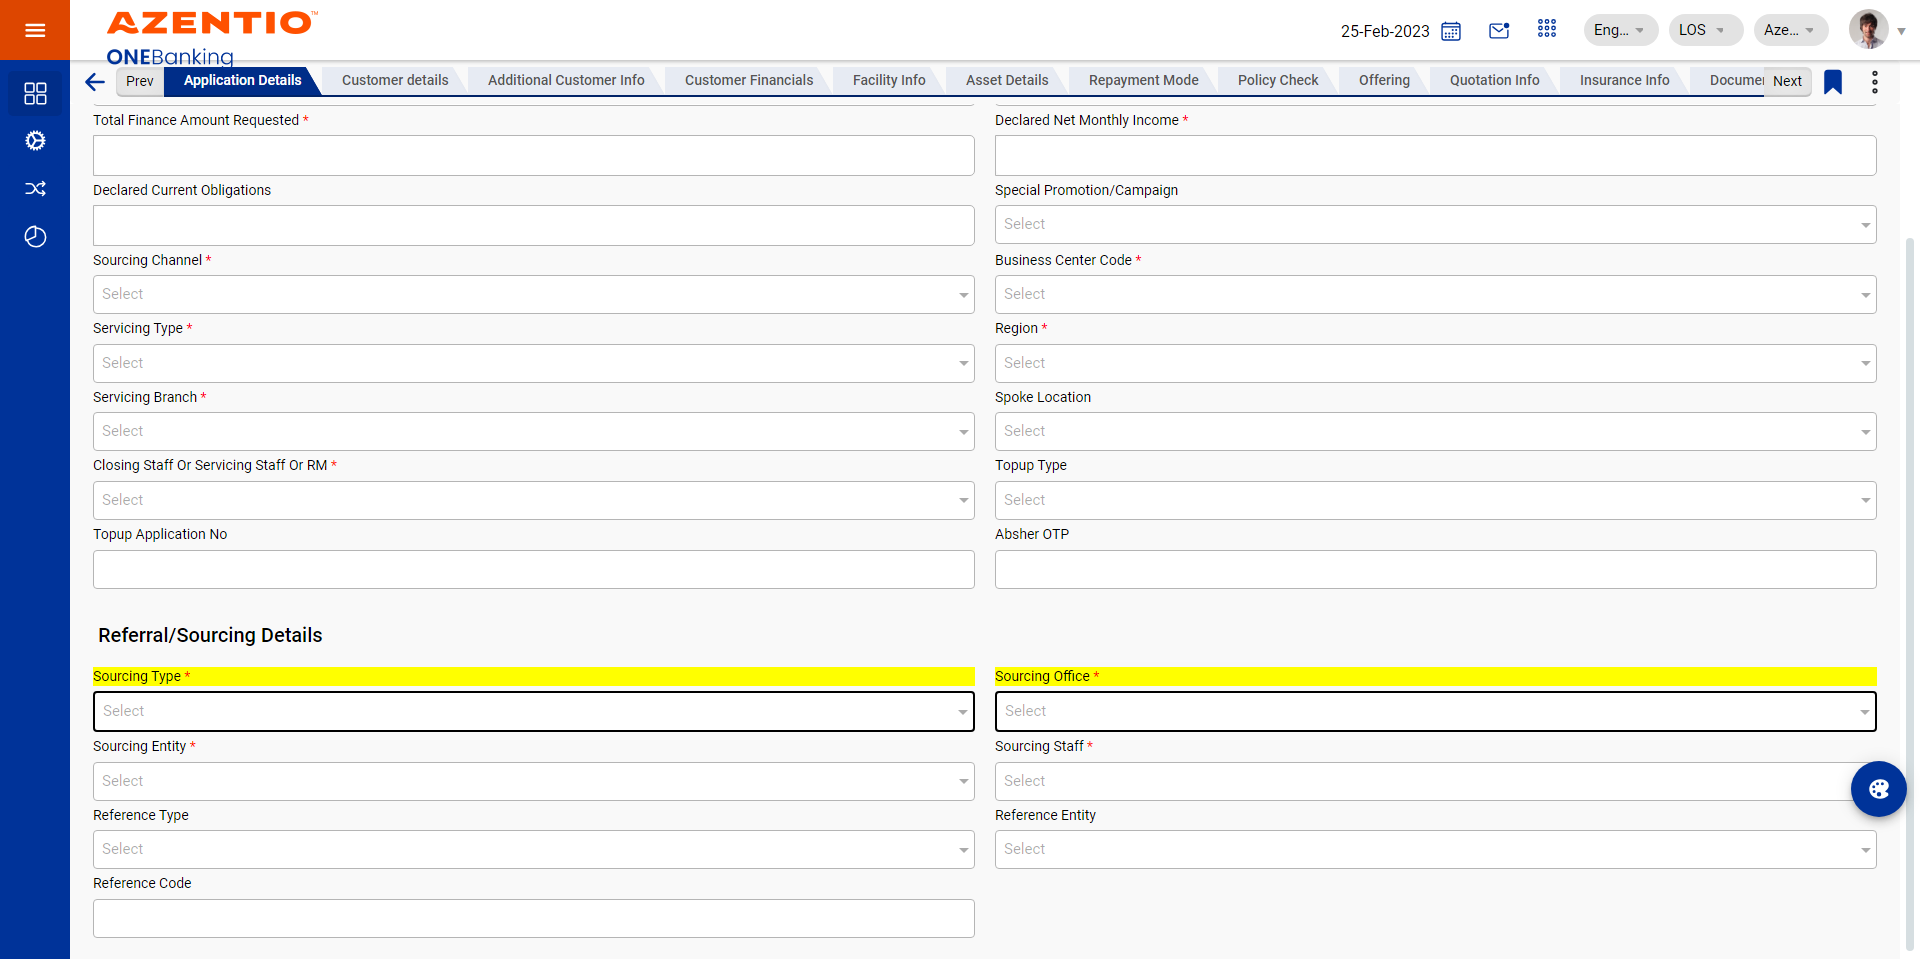 AZENTIO™
ONEBanking
25-Feb-2023
Eng...
LOS
Aze...
Prev
Application Details
Customer details
Additional Customer Info
Customer Financials
Facility Info
Asset Details
Repayment Mode
Policy Check
Offering
Quotation Info
Insurance Info
Documen
Next
Total Finance Amount Requested *
Declared Net Monthly Income *
Declared Current Obligations
Special Promotion/Campaign
Select
Sourcing Channel *
Business Center Code *
Select
Select
Servicing Type *
Region *
Select
Select
Servicing Branch *
Spoke Location
Select
Select
Closing Staff Or Servicing Staff Or RM *
Topup Type
Select
Select
Topup Application No
Absher OTP
Referral/Sourcing Details
Sourcing Type *
Sourcing Office *
Select
Select
Sourcing Entity *
Sourcing Staff *
Select
Select
Reference Type
Reference Entity
Select
Select
Reference Code